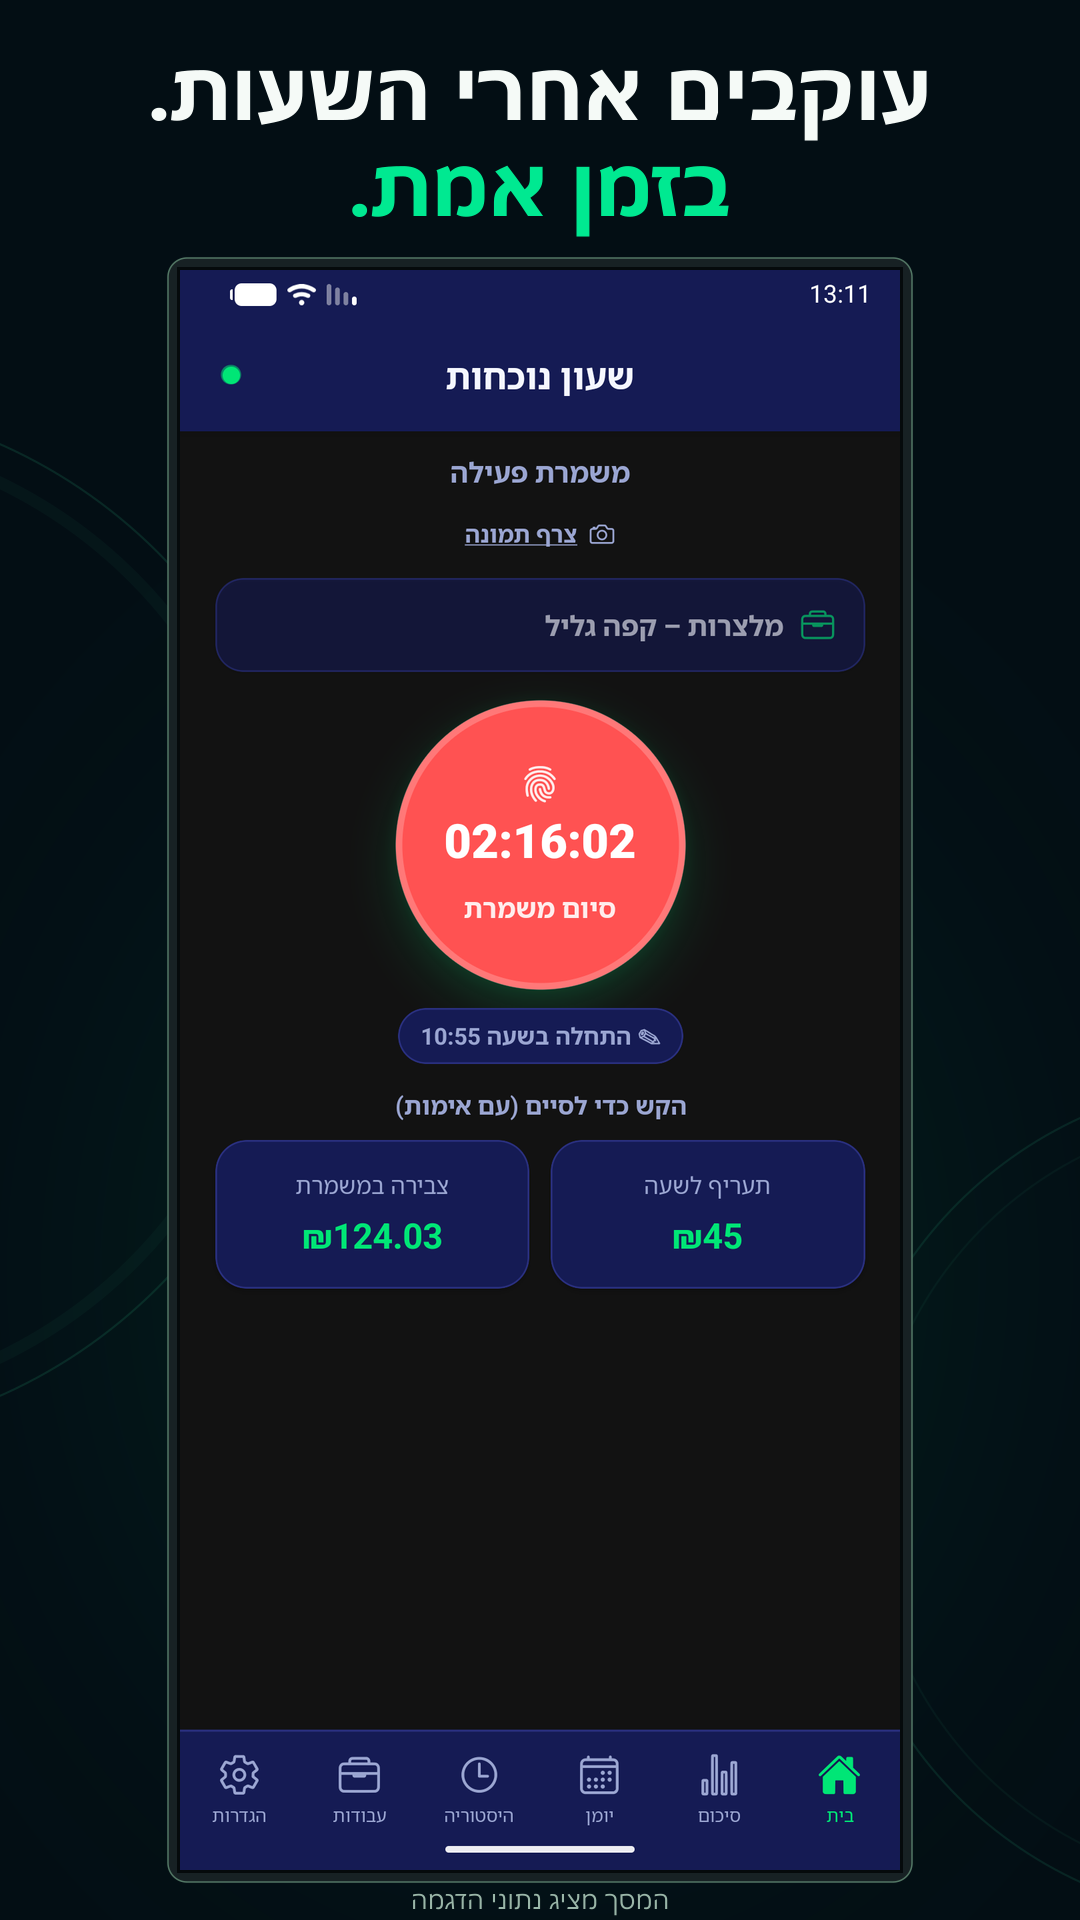 עוקבים אחרי השעות.
בזמן אמת.
13:11
שעון נוכחות
משמרת פעילה
צרף תמונה
מלצרות – קפה גליל
02:16:02
סיום משמרת
התחלה בשעה 10:55
הקש כדי לסיים (עם אימות)
תעריף לשעה
₪45
צבירה במשמרת
₪124.03
בית
סיכום
יומן
היסטוריה
עבודות
הגדרות
המסך מציג נתוני הדגמה